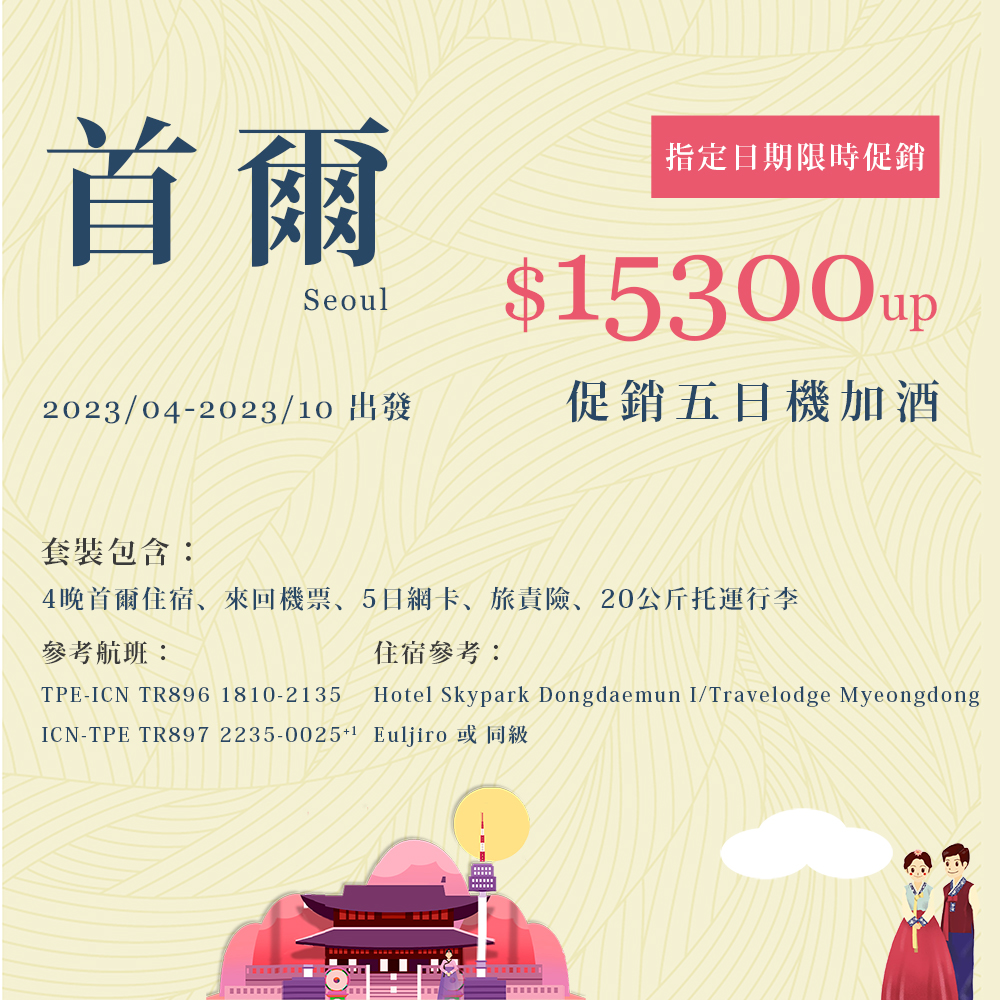 首爾
Seoul
指定日期限時促銷
$15300up
2023/04-2023/10 出發
促銷五日機加酒
套裝包含：
4晚首爾住宿、來回機票、5日網卡、旅責險、20公斤托運行李
參考航班：
TPE-ICN TR896 1810-2135
ICN-TPE TR897 2235-0025+1
住宿參考：
Hotel Skypark Dongdaemun I/Travelodge Myeongdong
Euljiro 或 同級